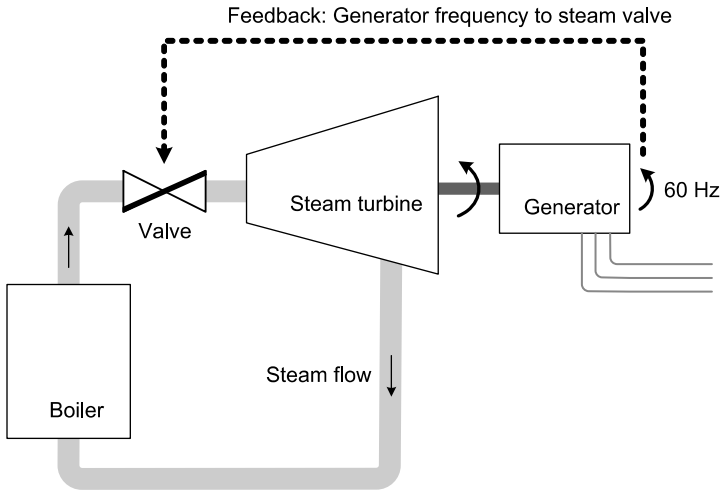 Feedback: Generator frequency to steam valve
60 Hz
Steam turbine
Generator
Valve
Steam flow
Boiler